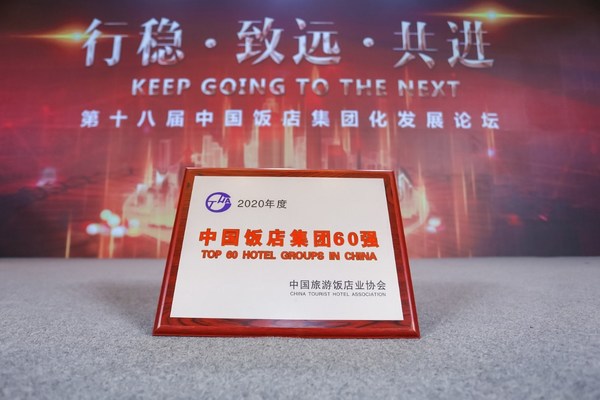 行稳·致远·共进
KEEP GOING TO THE NEXT
第十八届中国饭店集团化发展论坛
2020年度
中国饭店集团60强
TOP 60 HOTEL GROUPS IN CHINA
中国旅游饭店业协会
CHINA TOURIST HOTEL ASSOCIATION